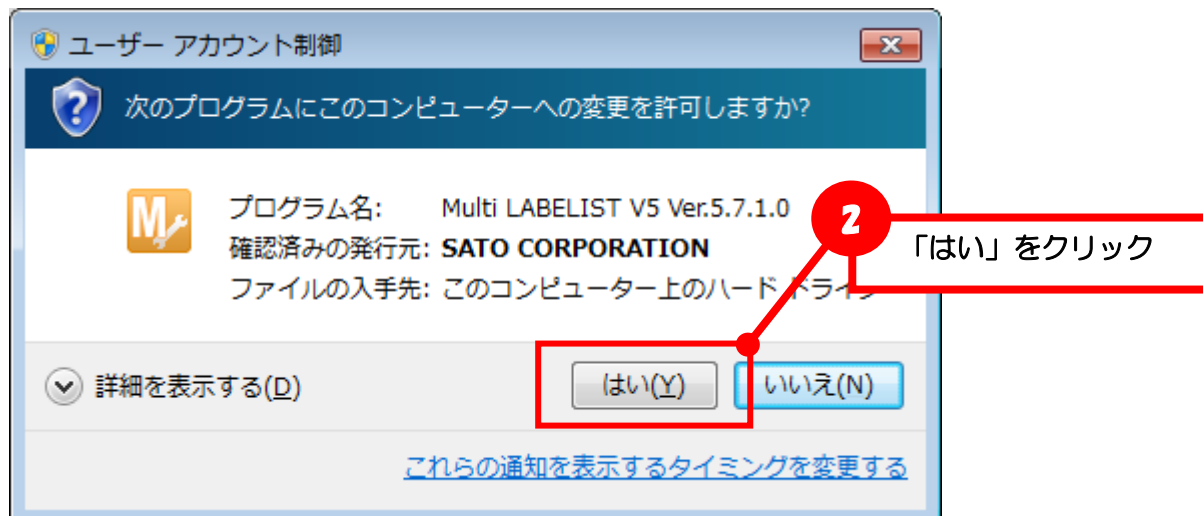 ユーザー アカウント制御
次のプログラムにこのコンピューターへの変更を許可しますか?
プログラム名: Multi LABELIST V5 Ver.5.7.1.0
確認済みの発行元: SATO CORPORATION
ファイルの入手先: このコンピューター上のハード ドライブ
2
「はい」をクリック
詳細を表示する(D)
はい(Y)
いいえ(N)
これらの通知を表示するタイミングを変更する